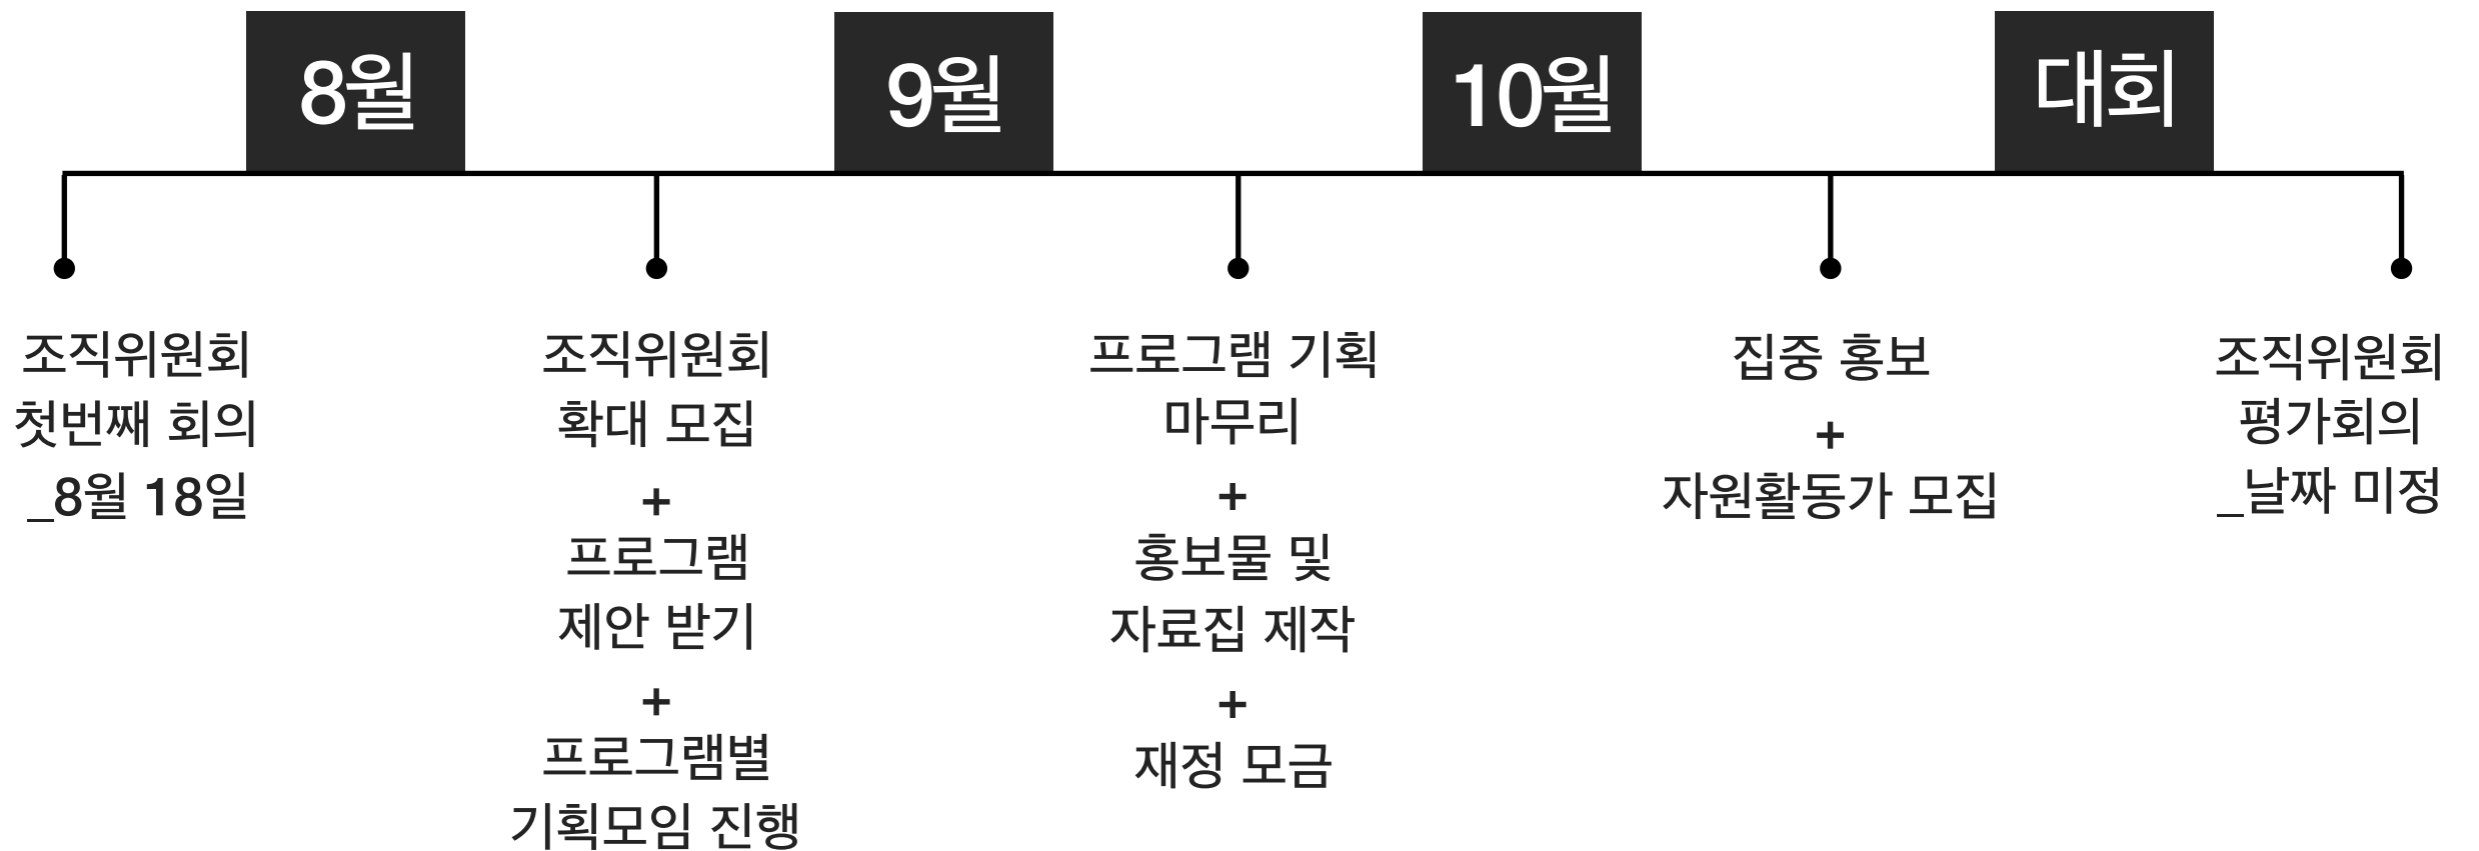 8월
9월
10월
대회
조직위원회
첫번째 회의
_8월 18일
조직위원회
확대 모집
+
프로그램
제안 받기
+
프로그램별
기획모임 진행
프로그램 기획
마무리
+
홍보물 및
자료집 제작
+
재정 모금
집중 홍보
+
자원활동가 모집
조직위원회
평가회의
_날짜 미정